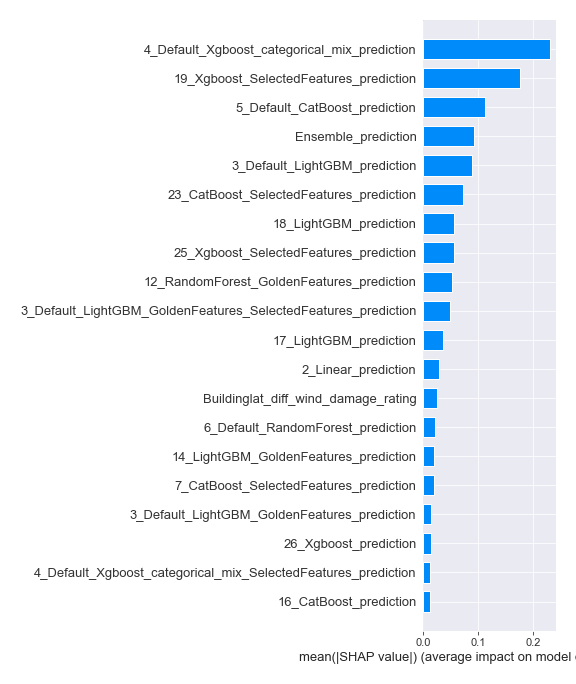 4_Default_Xgboost_categorical_mix_prediction
19_Xgboost_SelectedFeatures_prediction
5_Default_CatBoost_prediction
Ensemble_prediction
3_Default_LightGBM_prediction
23_CatBoost_SelectedFeatures_prediction
18_LightGBM_prediction
25_Xgboost_SelectedFeatures_prediction
12_RandomForest_GoldenFeatures_prediction
3_Default_LightGBM_GoldenFeatures_SelectedFeatures_prediction
17_LightGBM_prediction
2_Linear_prediction
Buildinglat_diff_wind_damage_rating
6_Default_RandomForest_prediction
14_LightGBM_GoldenFeatures_prediction
7_CatBoost_SelectedFeatures_prediction
3_Default_LightGBM_GoldenFeatures_prediction
26_Xgboost_prediction
4_Default_Xgboost_categorical_mix_SelectedFeatures_prediction
16_CatBoost_prediction
0.0 0.1 0.2
mean(|SHAP value|) (average impact on model